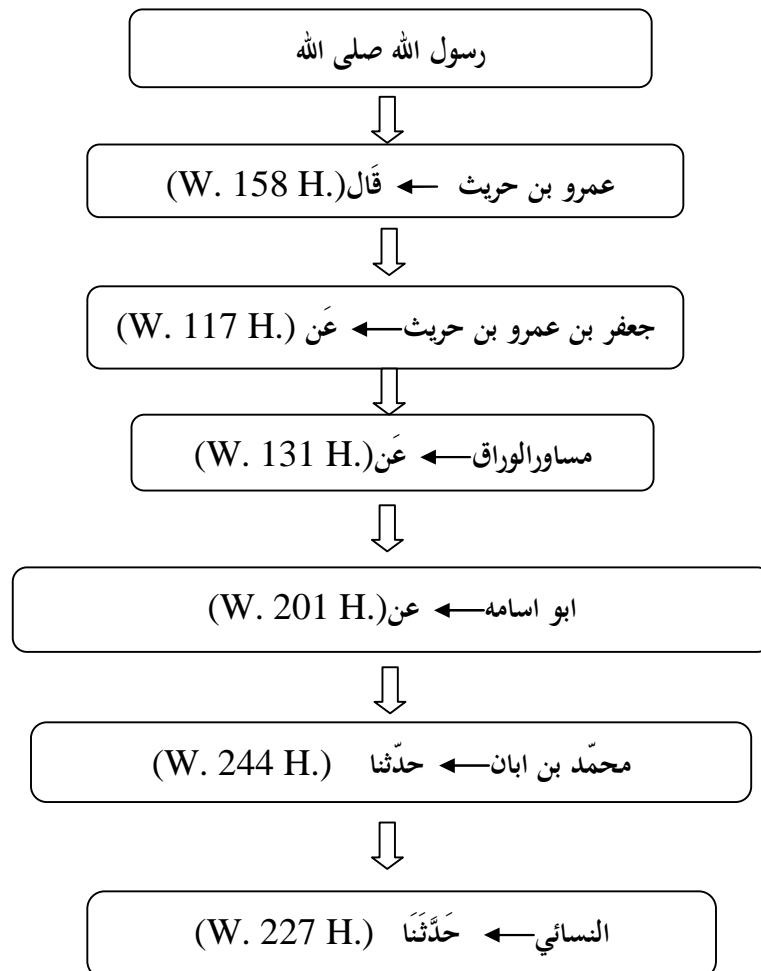 رسول الله صلى الله
عمرو بن حريث ← قَال(W. 158 H.)
جعفر بن عمرو بن حريث← عَن (W. 117 H.)
مساورالوراق← عَن(W. 131 H.)
ابو اسامه← عن(W. 201 H.)
محمّد بن ابان← حدّثنا (W. 244 H.)
النسائي← حَدَّثَنَا (W. 227 H.)